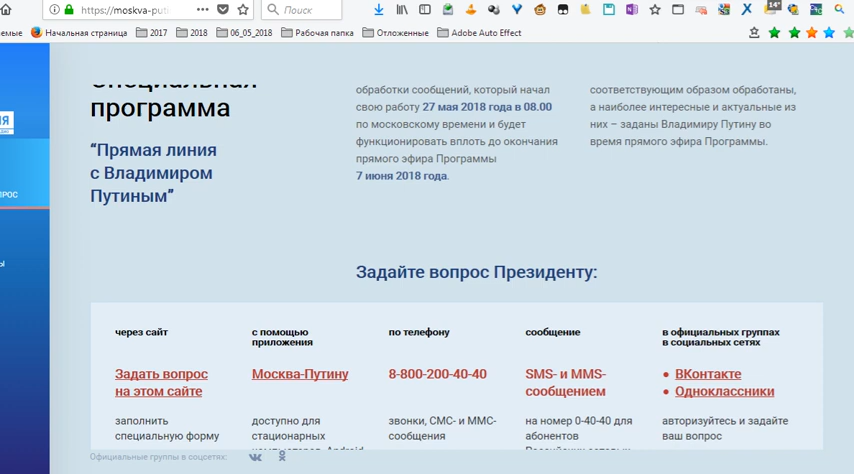 https://moskva-put
Поиск
14°
Начальная страница
2017
2018
06_05_2018
Рабочая папка
Отложенные
Adobe Auto Effect
Специальная
программа
“Прямая линия
с Владимиром
Путиным”
обработки сообщений, который начал
свою работу 27 мая 2018 года в 08.00
по московскому времени и будет
функционировать вплоть до окончания
прямого эфира Программы
7 июня 2018 года.
соответствующим образом обработаны,
а наиболее интересные и актуальные из
них – заданы Владимиру Путину во
время прямого эфира Программы.
Задайте вопрос Президенту:
через сайт
Задать вопрос
на этом сайте
заполнить
специальную форму
с помощью
приложения
Москва-Путину
доступно для
стационарных
по телефону
8-800-200-40-40
звонки, СМС- и ММС-
сообщения
сообщение
SMS- и MMS-
сообщением
на номер 0-40-40 для
абонентов
в официальных группах
в социальных сетях
ВКонтакте
Одноклассники
авторизуйтесь и задайте
ваш вопрос
Официальные группы в соцсетях: